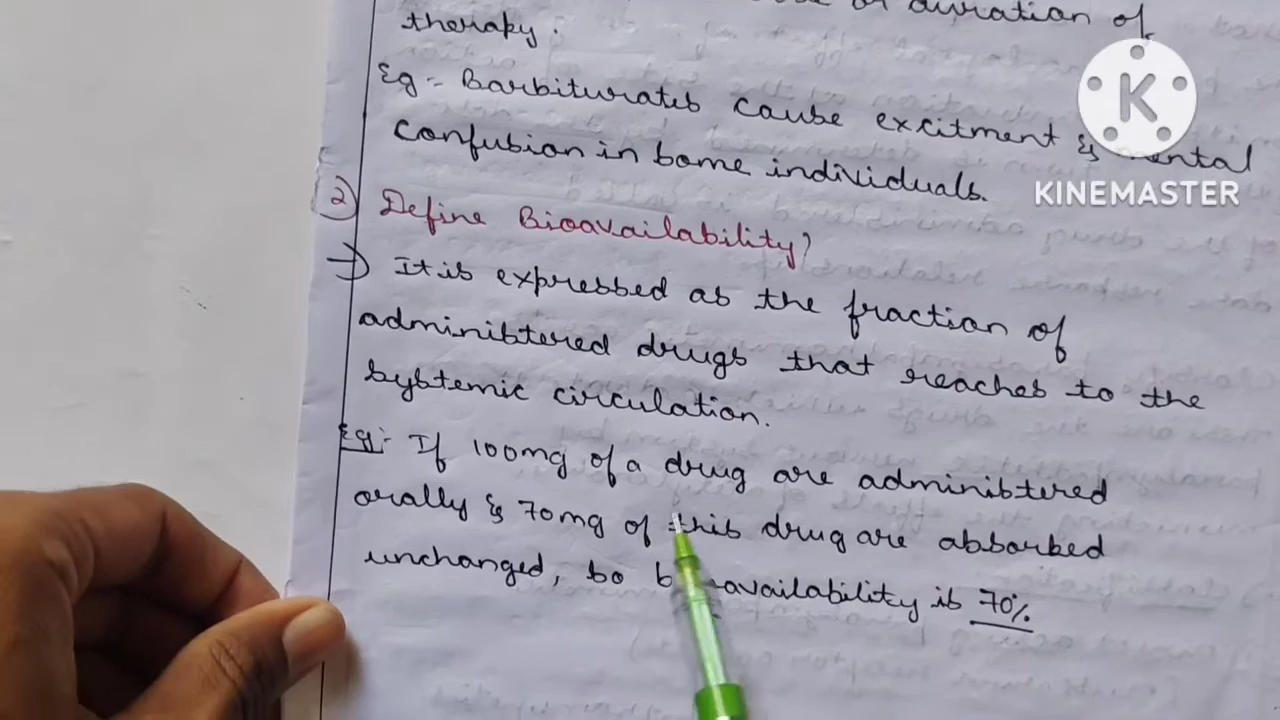 duration of
therapy.
Eg:- Barbiturates cause excitment & mental
confusion in some individuals.
2) Define Bioavailability?
→ It is expressed as the fraction of
administered drugs that reaches to the
systemic circulation.
Eg:- If 100mg of a drug are administered
orally & 70mg of this drug are absorbed
unchanged, so bioavailability is 70%.
K
KINEMASTER